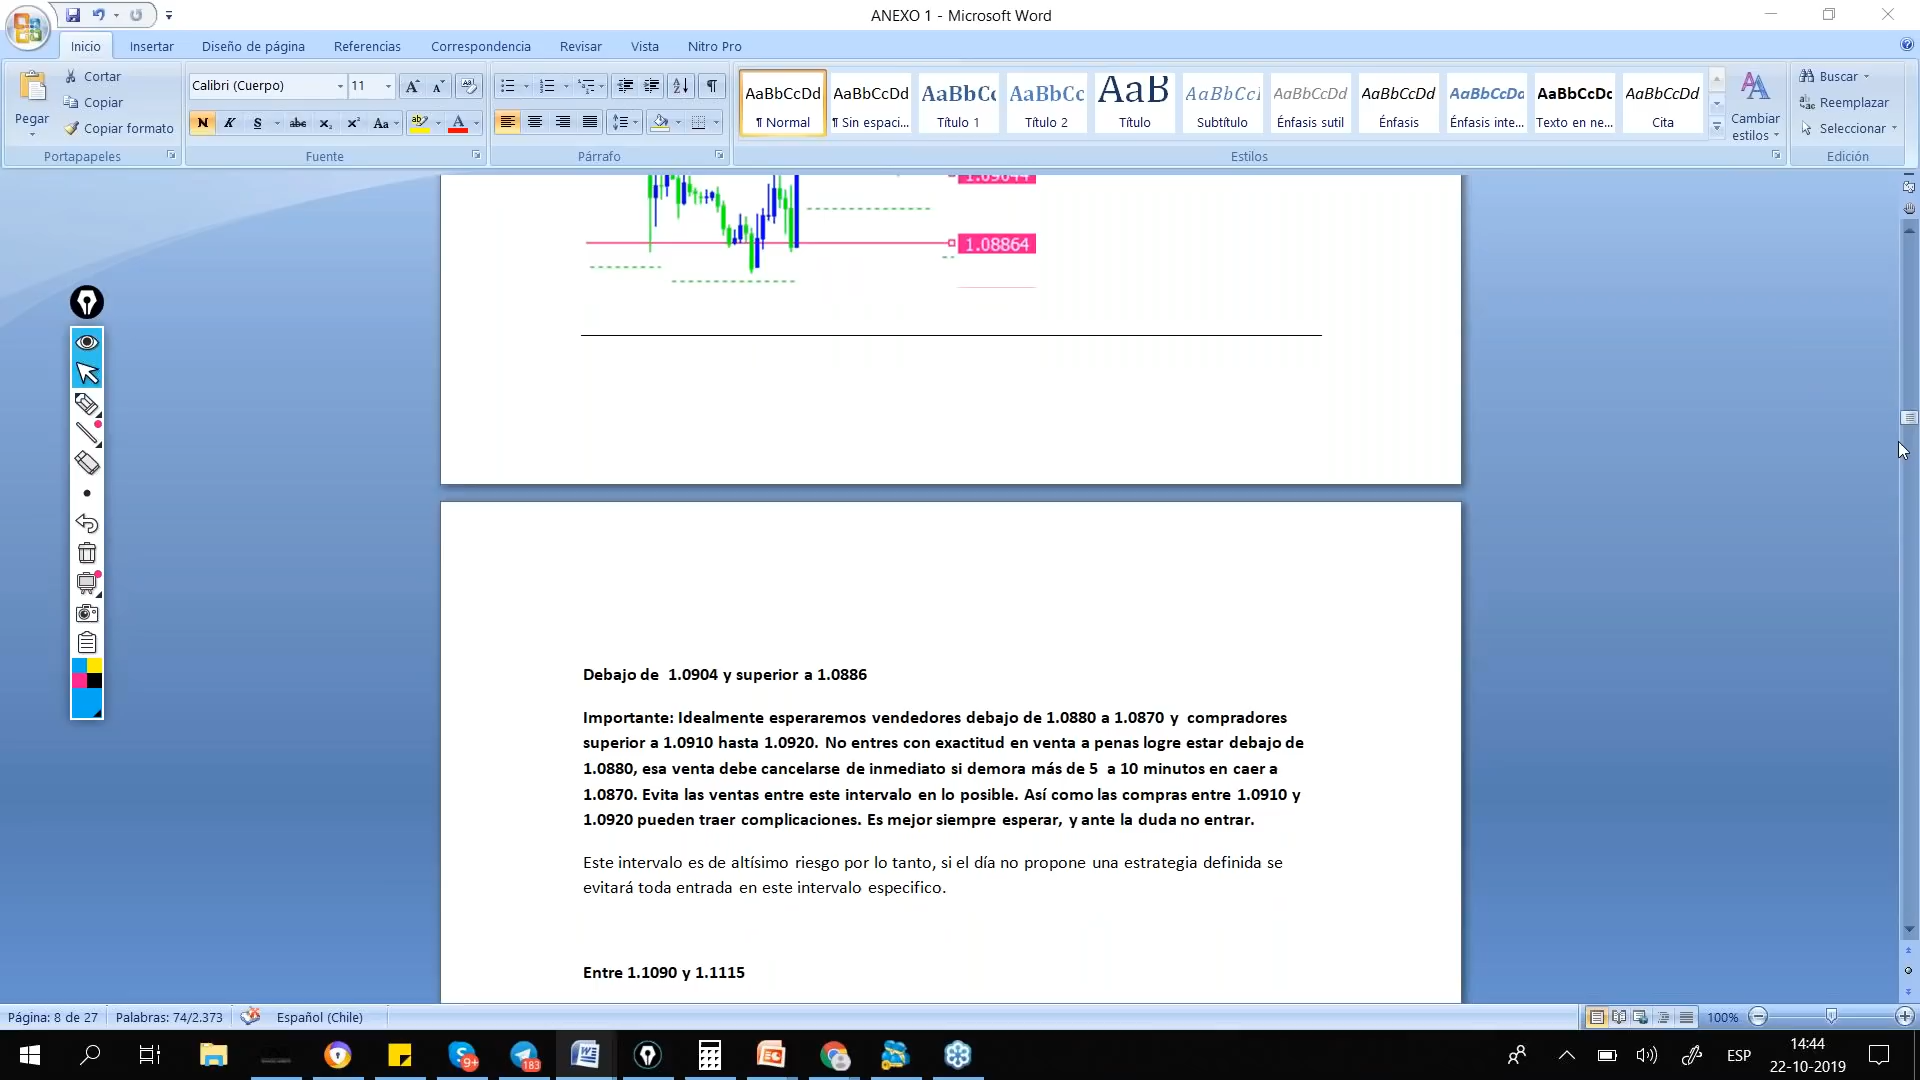 ANEXO 1 - Microsoft Word
Inicio Insertar Diseño de página Referencias Correspondencia Revisar Vista Nitro Pro
Pegar
Cortar
Copiar
Copiar formato
Portapapeles
Calibri (Cuerpo) 11
N K S abc x₂ x² Aa
Fuente
Párrafo
AaBbCcDd AaBbCcDd AaBbCc AaBbCc AaB AaBbCcl AaBbCcDd AaBbCcDd AaBbCcDd AaBbCcDc AaBbCcDd
¶ Normal ¶ Sin espaci... Título 1 Título 2 Título Subtítulo Énfasis sutil Énfasis Énfasis inte... Texto en ne... Cita
Cambiar
estilos
Estilos
Buscar
Reemplazar
Seleccionar
Edición
1.08864
Debajo de 1.0904 y superior a 1.0886
Importante: Idealmente esperaremos vendedores debajo de 1.0880 a 1.0870 y compradores
superior a 1.0910 hasta 1.0920. No entres con exactitud en venta a penas logre estar debajo de
1.0880, esa venta debe cancelarse de inmediato si demora más de 5 a 10 minutos en caer a
1.0870. Evita las ventas entre este intervalo en lo posible. Así como las compras entre 1.0910 y
1.0920 pueden traer complicaciones. Es mejor siempre esperar, y ante la duda no entrar.
Este intervalo es de altísimo riesgo por lo tanto, si el día no propone una estrategia definida se
evitará toda entrada en este intervalo especifico.
Entre 1.1090 y 1.1115
Página: 8 de 27 Palabras: 74/2.373 Español (Chile) 100%
9+ 183 ESP
14:44
22-10-2019